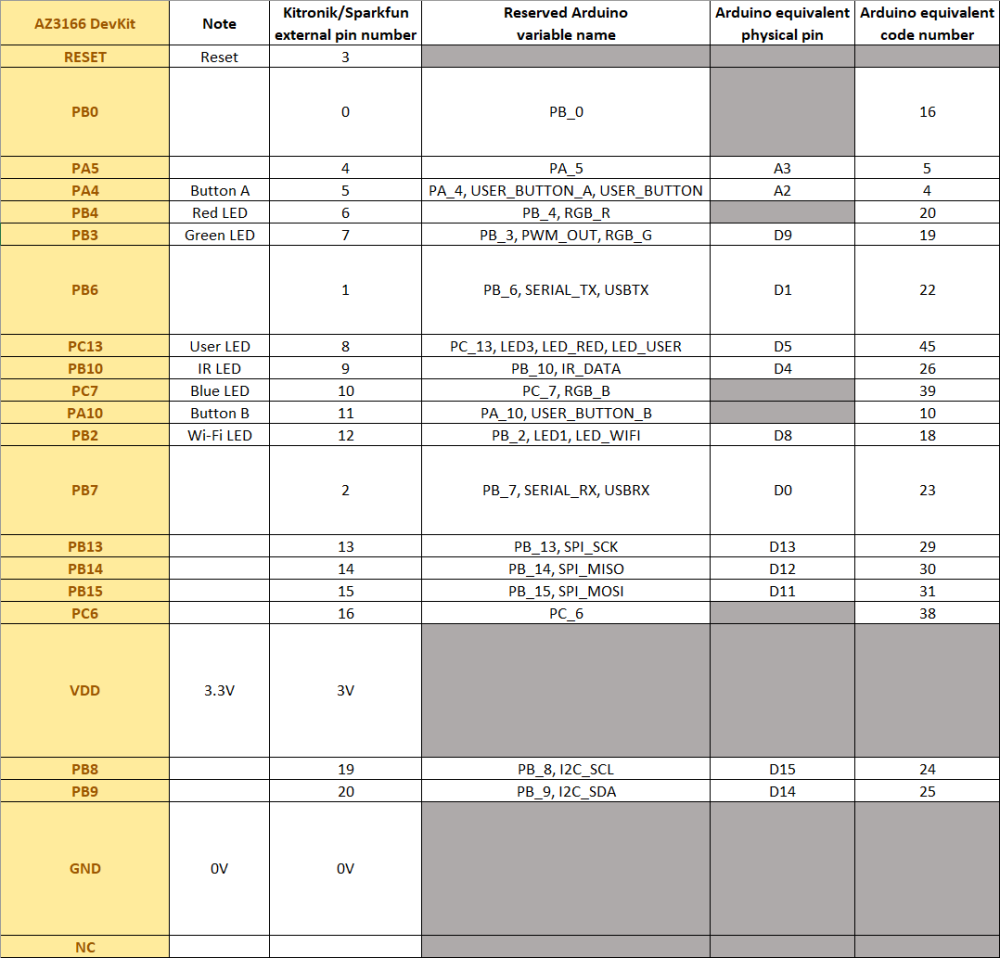 AZ3166 DevKit Note Kitronik/Sparkfun external pin number Reserved Arduino variable name Arduino equivalent physical pin Arduino equivalent code number
RESET Reset 3
PB0 0 PB_0 16
PA5 4 PA_5 A3 5
PA4 Button A 5 PA_4, USER_BUTTON_A, USER_BUTTON A2 4
PB4 Red LED 6 PB_4, RGB_R 20
PB3 Green LED 7 PB_3, PWM_OUT, RGB_G D9 19
PB6 1 PB_6, SERIAL_TX, USBTX D1 22
PC13 User LED 8 PC_13, LED3, LED_RED, LED_USER D5 45
PB10 IR LED 9 PB_10, IR_DATA D4 26
PC7 Blue LED 10 PC_7, RGB_B 39
PA10 Button B 11 PA_10, USER_BUTTON_B 10
PB2 Wi-Fi LED 12 PB_2, LED1, LED_WIFI D8 18
PB7 2 PB_7, SERIAL_RX, USBRX D0 23
PB13 13 PB_13, SPI_SCK D13 29
PB14 14 PB_14, SPI_MISO D12 30
PB15 15 PB_15, SPI_MOSI D11 31
PC6 16 PC_6 38
VDD 3.3V 3V
PB8 19 PB_8, I2C_SCL D15 24
PB9 20 PB_9, I2C_SDA D14 25
GND 0V 0V
NC